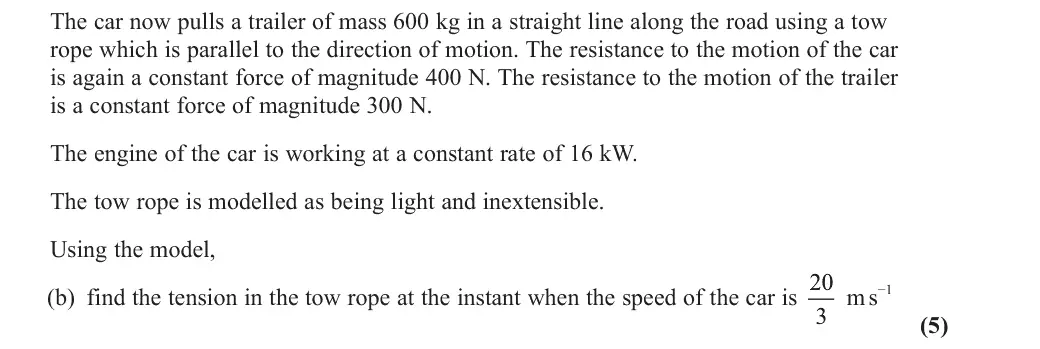 The car now pulls a trailer of mass 600 kg in a straight line along the road using a tow
rope which is parallel to the direction of motion. The resistance to the motion of the car
is again a constant force of magnitude 400 N. The resistance to the motion of the trailer
is a constant force of magnitude 300 N.
The engine of the car is working at a constant rate of 16 kW.
The tow rope is modelled as being light and inextensible.
Using the model,
(b) find the tension in the tow rope at the instant when the speed of the car is 20/3 m s⁻¹
(5)